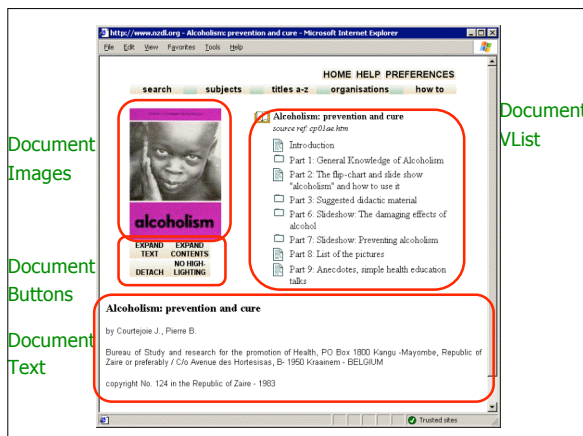 http://www.nzdl.org - Alcoholism: prevention and cure - Microsoft Internet Explorer
File Edit View Favorites Tools Help
HOME HELP PREFERENCES
search subjects titles a-z organisations how to
Document
Images
alcoholism
EXPAND TEXT
EXPAND CONTENTS
DETACH
NO HIGH-LIGHTING
Document
Buttons
Alcoholism: prevention and cure
source ref: cp01ae.htm
Introduction
Part 1: General Knowledge of Alcoholism
Part 2: The flip-chart and slide show
"alcoholism" and how to use it
Part 3: Suggested didactic material
Part 6: Slideshow: The damaging effects of
alcohol
Part 7: Slideshow: Preventing alcoholism
Part 8: List of the pictures
Part 9: Anecdotes, simple health education
talks
Document
VList
Document
Text
Alcoholism: prevention and cure
by Courtejoie J., Pierre B.
Bureau of Study and research for the promotion of Health, PO Box 1800 Kangu -Mayombe, Republic of
Zaire or preferably / C/o Avenue des Hortesisas, B- 1950 Kraainem - BELGIUM
copyright No. 124 in the Republic of Zaire - 1983
Trusted sites